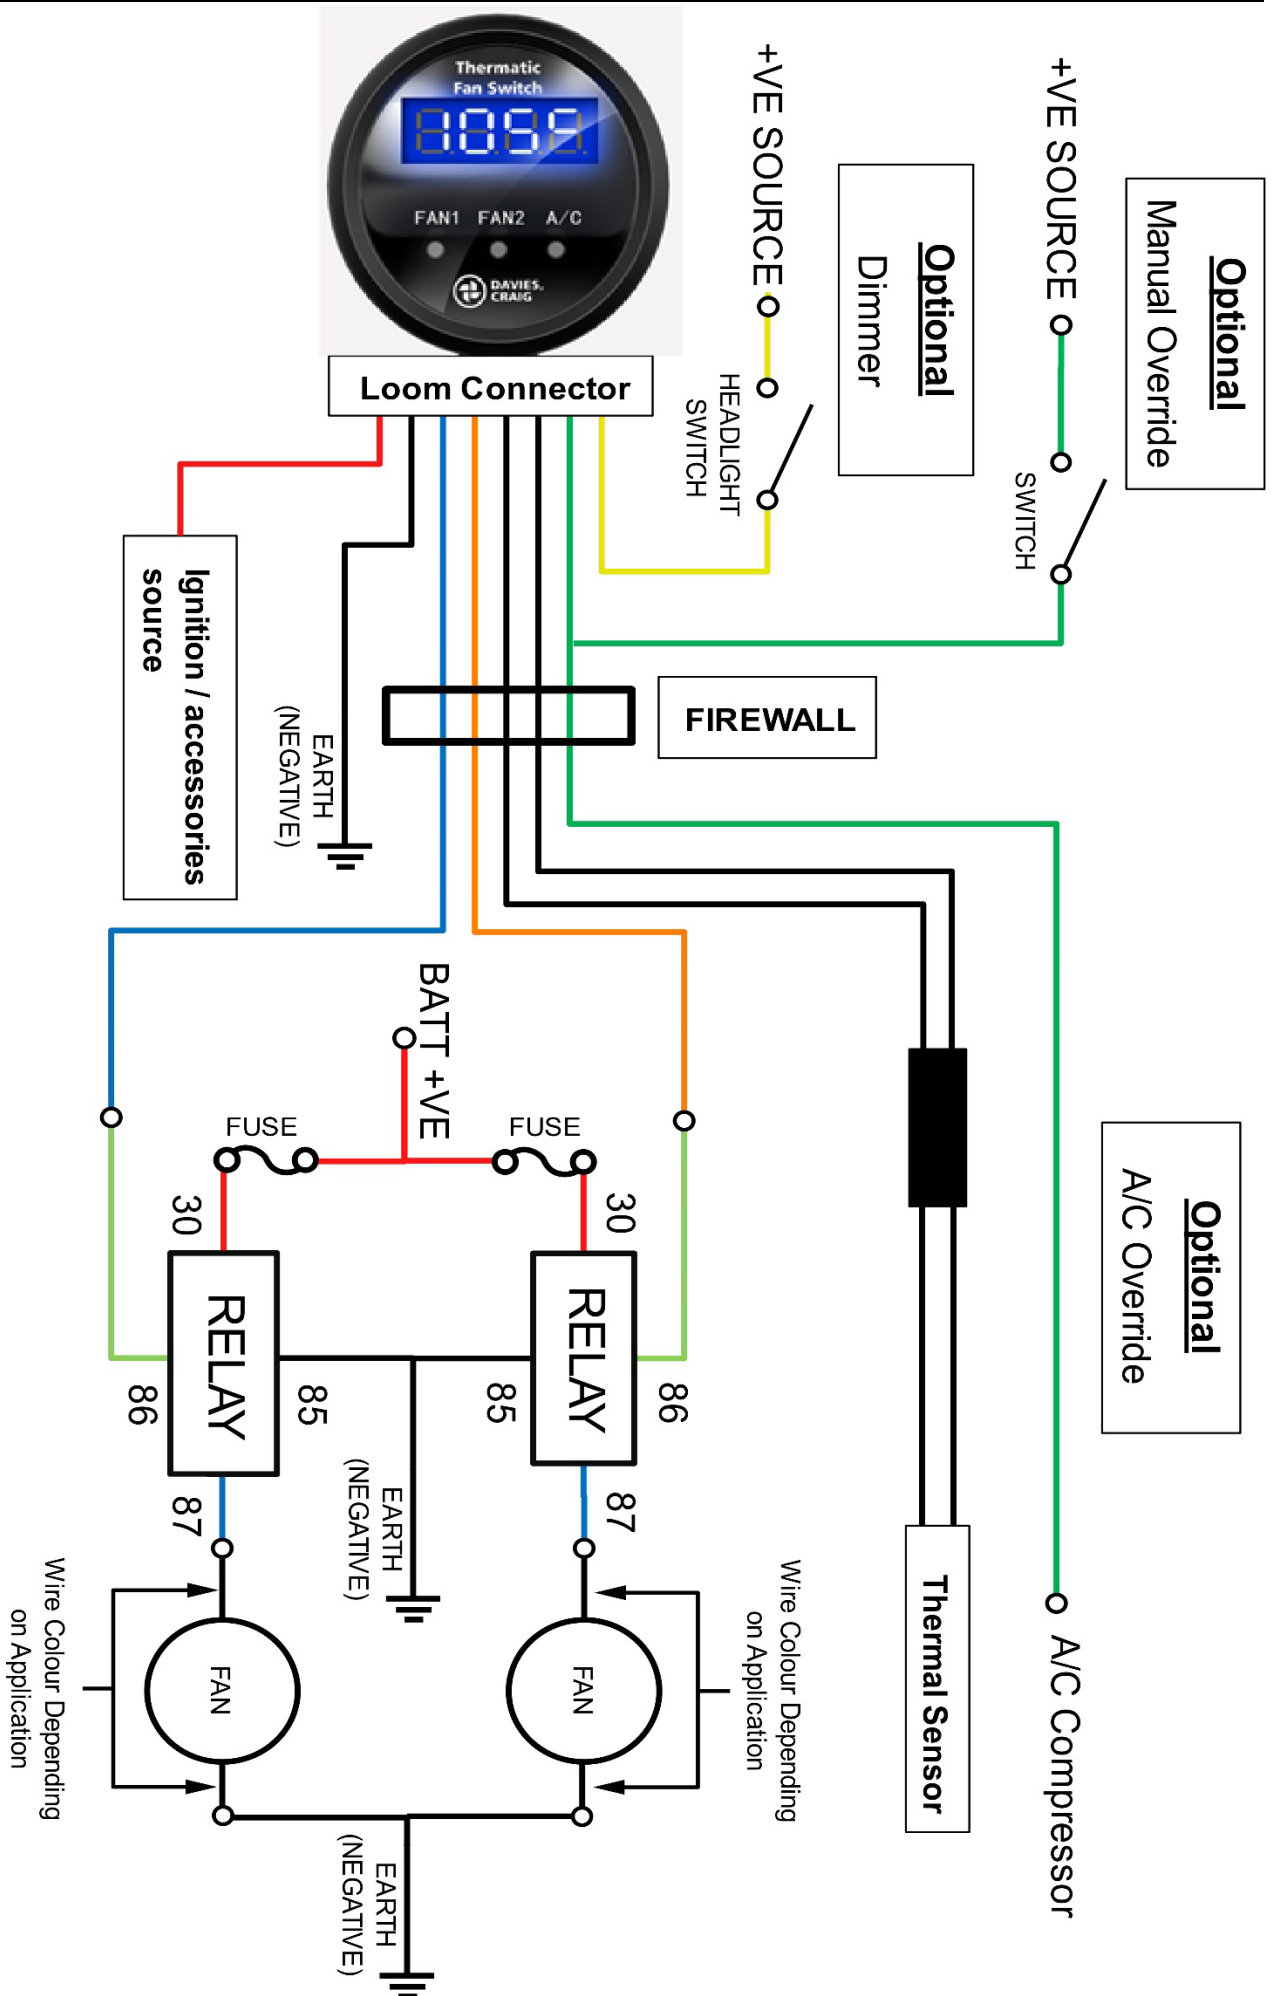 Thermatic
Fan Switch
105°
FAN1 FAN2 A/C
DAVIES,
CRAIG
Loom Connector
+VE SOURCE
HEADLIGHT
SWITCH
Optional
Dimmer
+VE SOURCE
SWITCH
Optional
Manual Override
Ignition / accessories
source
EARTH
(NEGATIVE)
FIREWALL
BATT +VE
FUSE
FUSE
30
30
RELAY
RELAY
86
85
85
86
87
87
EARTH
(NEGATIVE)
Optional
A/C Override
Thermal Sensor
A/C Compressor
Wire Colour Depending
on Application
FAN
FAN
Wire Colour Depending
on Application
EARTH
(NEGATIVE)